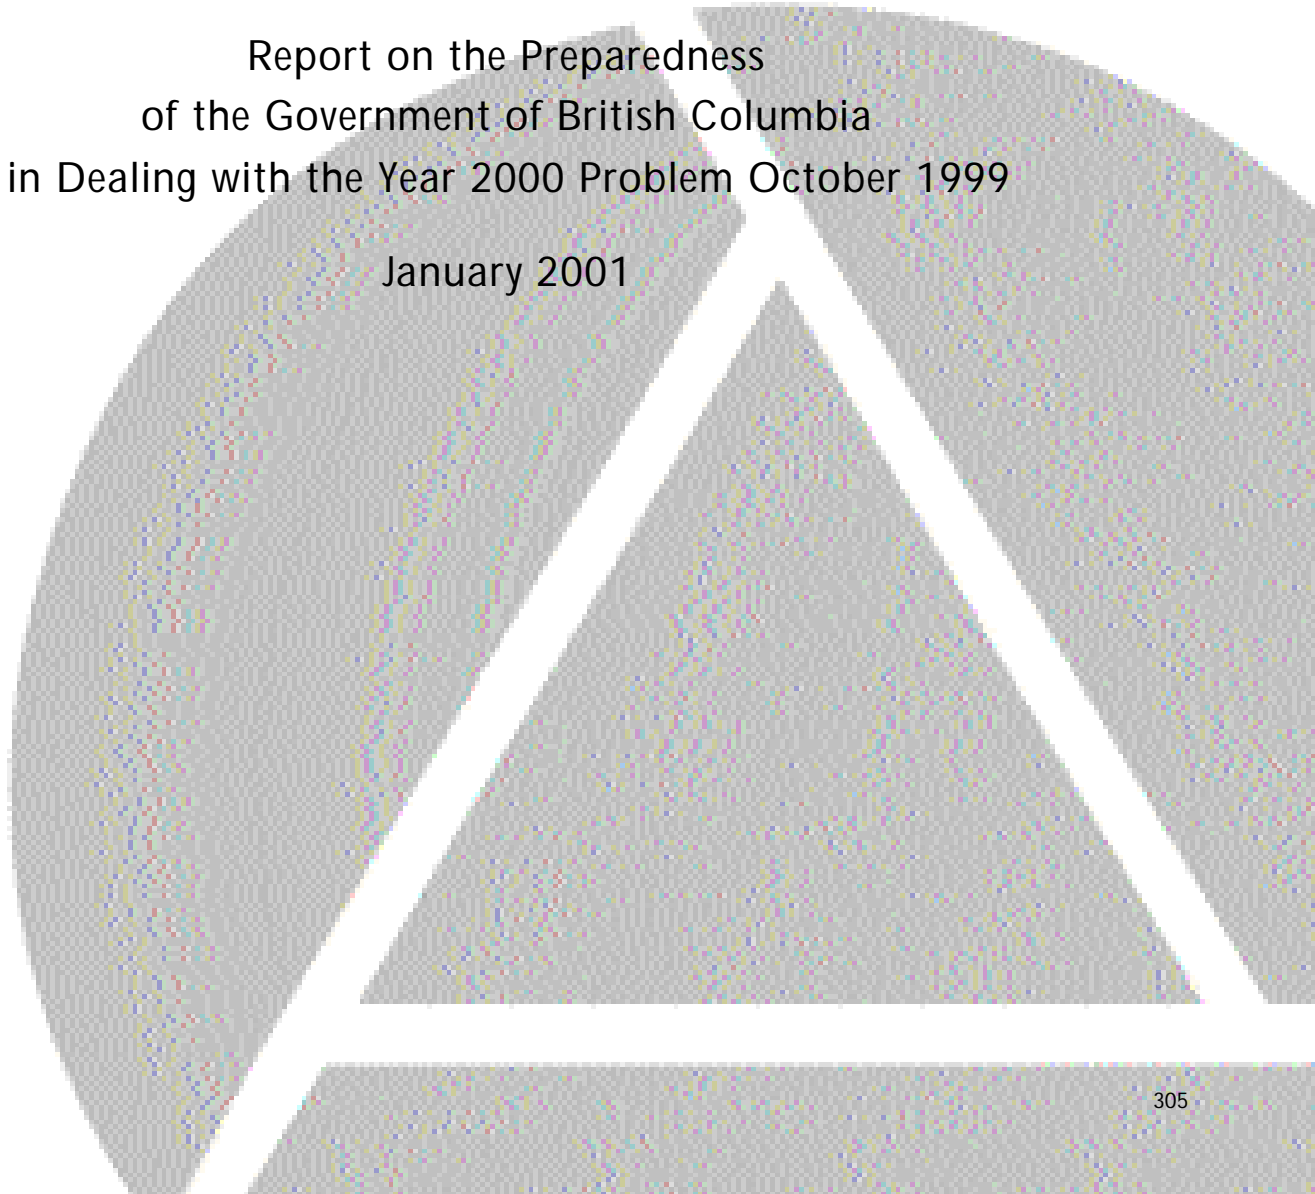 Report on the Preparedness
of the Government of British Columbia
in Dealing with the Year 2000 Problem October 1999
January 2001
305